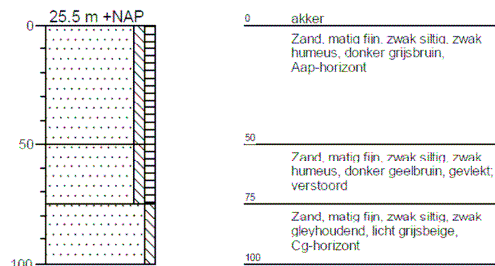 25.5 m +NAP
0
50
100
0 akker
Zand, matig fijn, zwak siltig, zwak
humeus, donker grijsbruin,
Aap-horizont
50
Zand, matig fijn, zwak siltig, zwak
humeus, donker geelbruin, gevlekt;
verstoord
75
Zand, matig fijn, zwak siltig, zwak
gleyhoudend, licht grijsbeige,
Cg-horizont
100